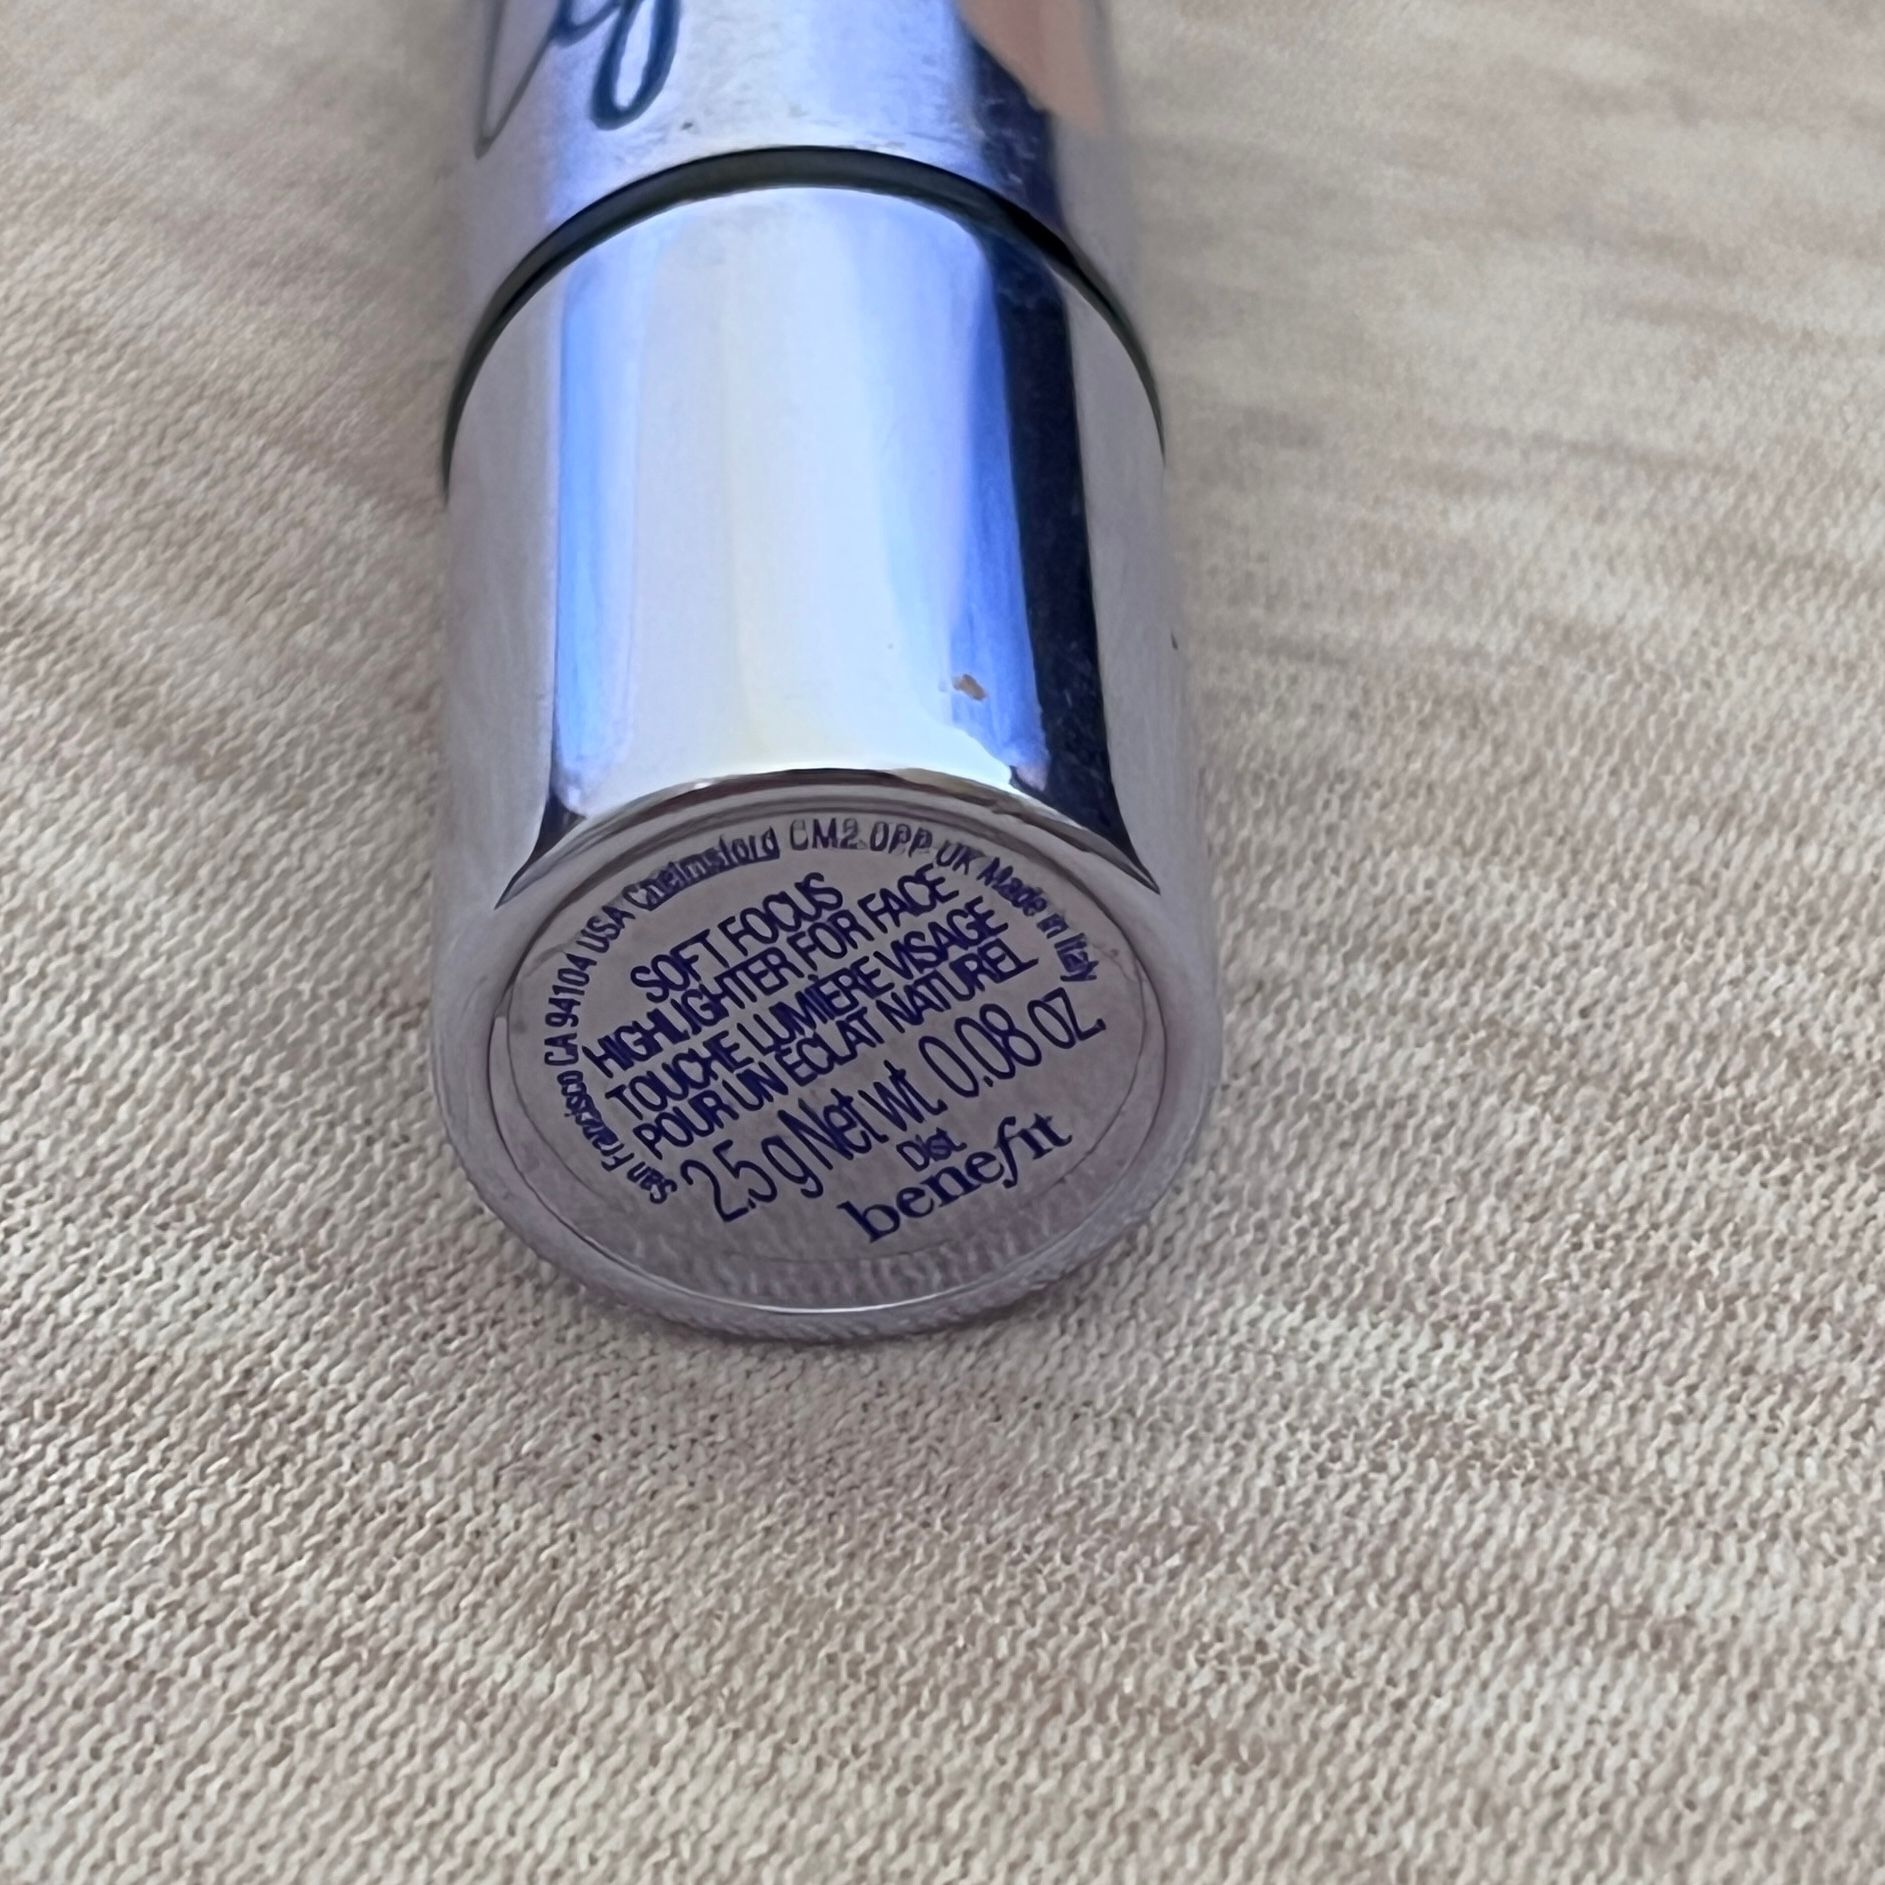 SOFT FOCUS
HIGHLIGHTER FOR FACE
TOUCHE LUMIERE VISAGE
POUR UN ÉCLAT NATUREL
2.5 g Net wt. 0.08 oz.
Dist
benefit
San Francisco CA 94104 USA Chelmsford CM2 0PP UK Made in Italy